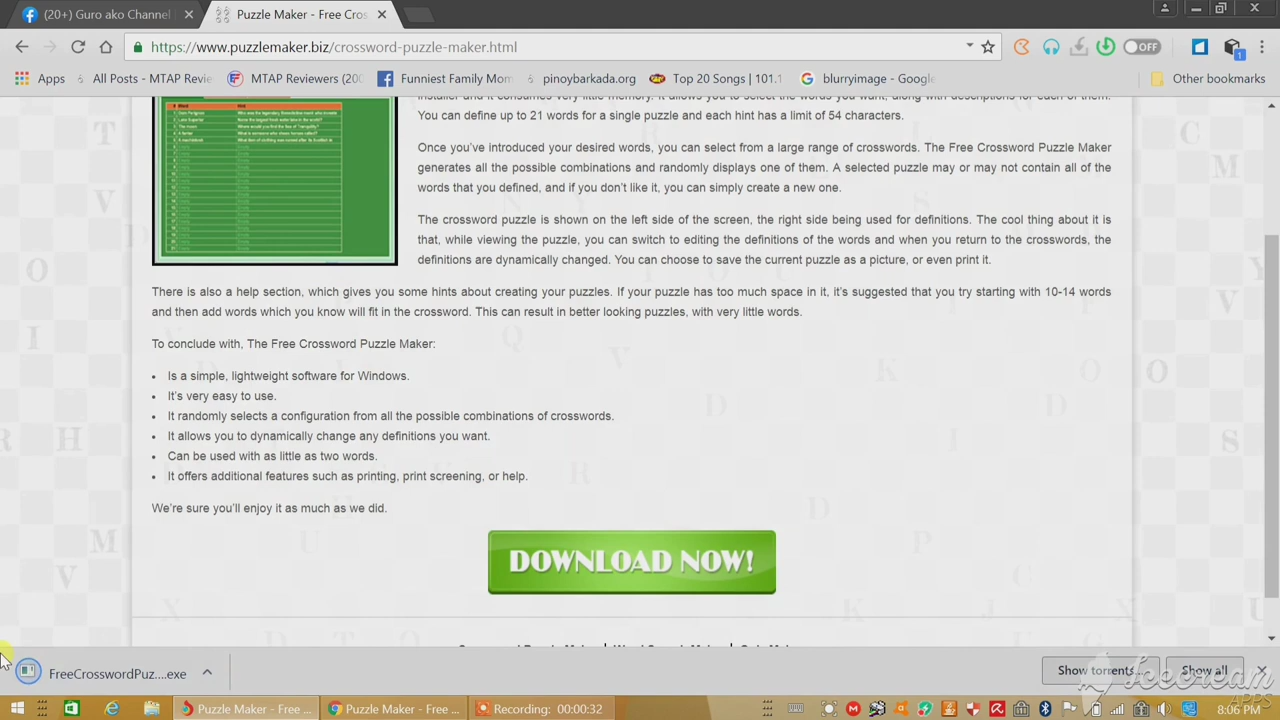 (20+) Guro ako Channel
Puzzle Maker - Free Cros
https://www.puzzlemaker.biz/crossword-puzzle-maker.html
OFF
1
Apps
All Posts - MTAP Revie
MTAP Reviewers (200
Funniest Family Mom
pinoybarkada.org
Top 20 Songs | 101.1
blurryimage - Google
Other bookmarks
You can define up to 21 words for a single puzzle and each hint has a limit of 54 characters.
Once you've introduced your desired words, you can select from a large range of crosswords. The Free Crossword Puzzle Maker
generates all the possible combinations and randomly displays one of them. A selected puzzle may or may not contain all of the
words that you defined, and if you don't like it, you can simply create a new one.
The crossword puzzle is shown on the left side of the screen, the right side being used for definitions. The cool thing about it is
that, while viewing the puzzle, you can switch to editing the definitions of the words and when you return to the crosswords, the
definitions are dynamically changed. You can choose to save the current puzzle as a picture, or even print it.
There is also a help section, which gives you some hints about creating your puzzles. If your puzzle has too much space in it, it's suggested that you try starting with 10-14 words
and then add words which you know will fit in the crossword. This can result in better looking puzzles, with very little words.
To conclude with, The Free Crossword Puzzle Maker:
• Is a simple, lightweight software for Windows.
• It's very easy to use.
• It randomly selects a configuration from all the possible combinations of crosswords.
• It allows you to dynamically change any definitions you want.
• Can be used with as little as two words.
• It offers additional features such as printing, print screening, or help.
We're sure you'll enjoy it as much as we did.
DOWNLOAD NOW!
FreeCrosswordPuz....exe
Show torrents...
Show all
Icecream
APPS
Puzzle Maker - Free ...
Puzzle Maker - Free ...
Recording: 00:00:32
8:06 PM